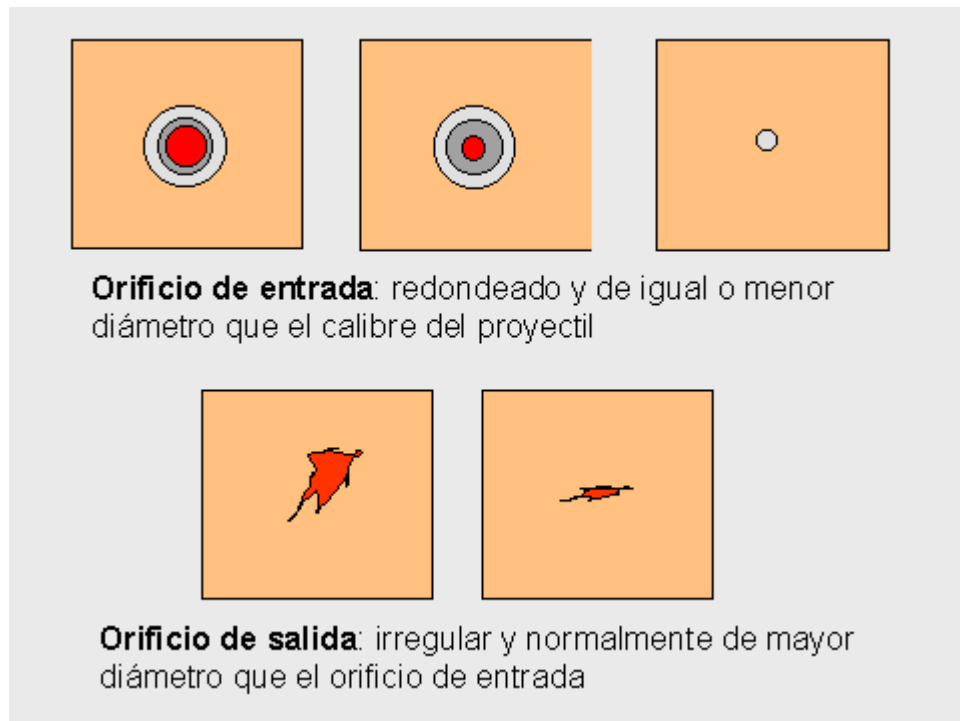 Orificio de entrada: redondeado y de igual o menor
diámetro que el calibre del proyectil
Orificio de salida: irregular y normalmente de mayor
diámetro que el orificio de entrada